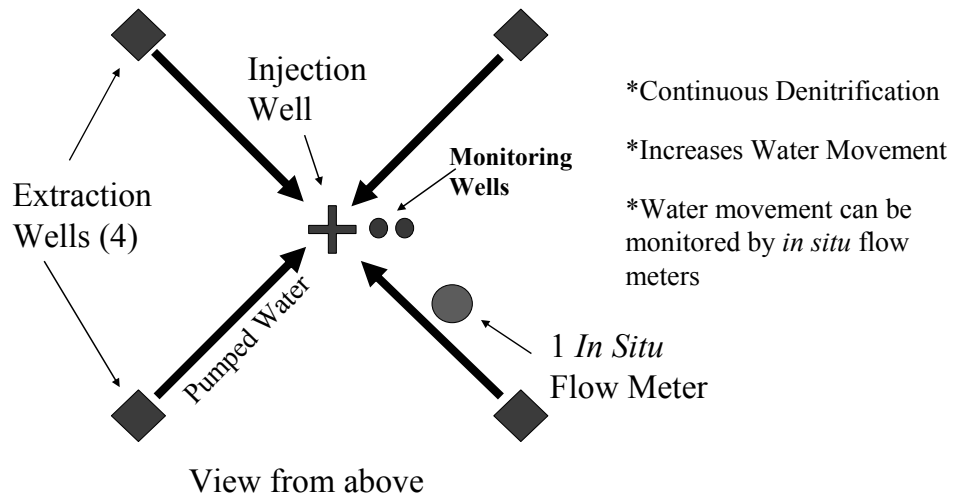 Injection
Well
Monitoring
Wells
Extraction
Wells (4)
Pumped Water
1 In Situ
Flow Meter
View from above
*Continuous Denitrification
*Increases Water Movement
*Water movement can be
monitored by in situ flow
meters